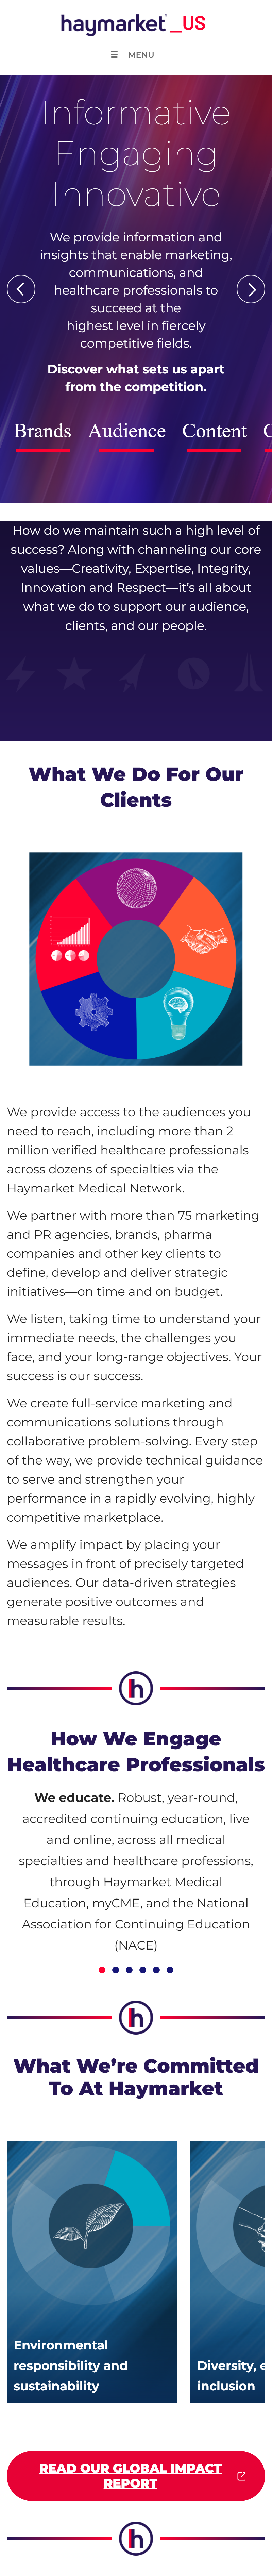 haymarket _US
☰ MENU
Informative
Engaging
Innovative
We provide information and
insights that enable marketing,
communications, and
healthcare professionals to
succeed at the
highest level in fiercely
competitive fields.
Discover what sets us apart
from the competition.
Brands Audience Content
How do we maintain such a high level of
success? Along with channeling our core
values—Creativity, Expertise, Integrity,
Innovation and Respect—it's all about
what we do to support our audience,
clients, and our people.
What We Do For Our
Clients
We provide access to the audiences you
need to reach, including more than 2
million verified healthcare professionals
across dozens of specialties via the
Haymarket Medical Network.
We partner with more than 75 marketing
and PR agencies, brands, pharma
companies and other key clients to
define, develop and deliver strategic
initiatives—on time and on budget.
We listen, taking time to understand your
immediate needs, the challenges you
face, and your long-range objectives. Your
success is our success.
We create full-service marketing and
communications solutions through
collaborative problem-solving. Every step
of the way, we provide technical guidance
to serve and strengthen your
performance in a rapidly evolving, highly
competitive marketplace.
We amplify impact by placing your
messages in front of precisely targeted
audiences. Our data-driven strategies
generate positive outcomes and
measurable results.
h
How We Engage
Healthcare Professionals
We educate. Robust, year-round,
accredited continuing education, live
and online, across all medical
specialties and healthcare professions,
through Haymarket Medical
Education, myCME, and the National
Association for Continuing Education
(NACE)
h
What We're Committed
To At Haymarket
Environmental
responsibility and
sustainability
Diversity, e
inclusion
READ OUR GLOBAL IMPACT
REPORT
h